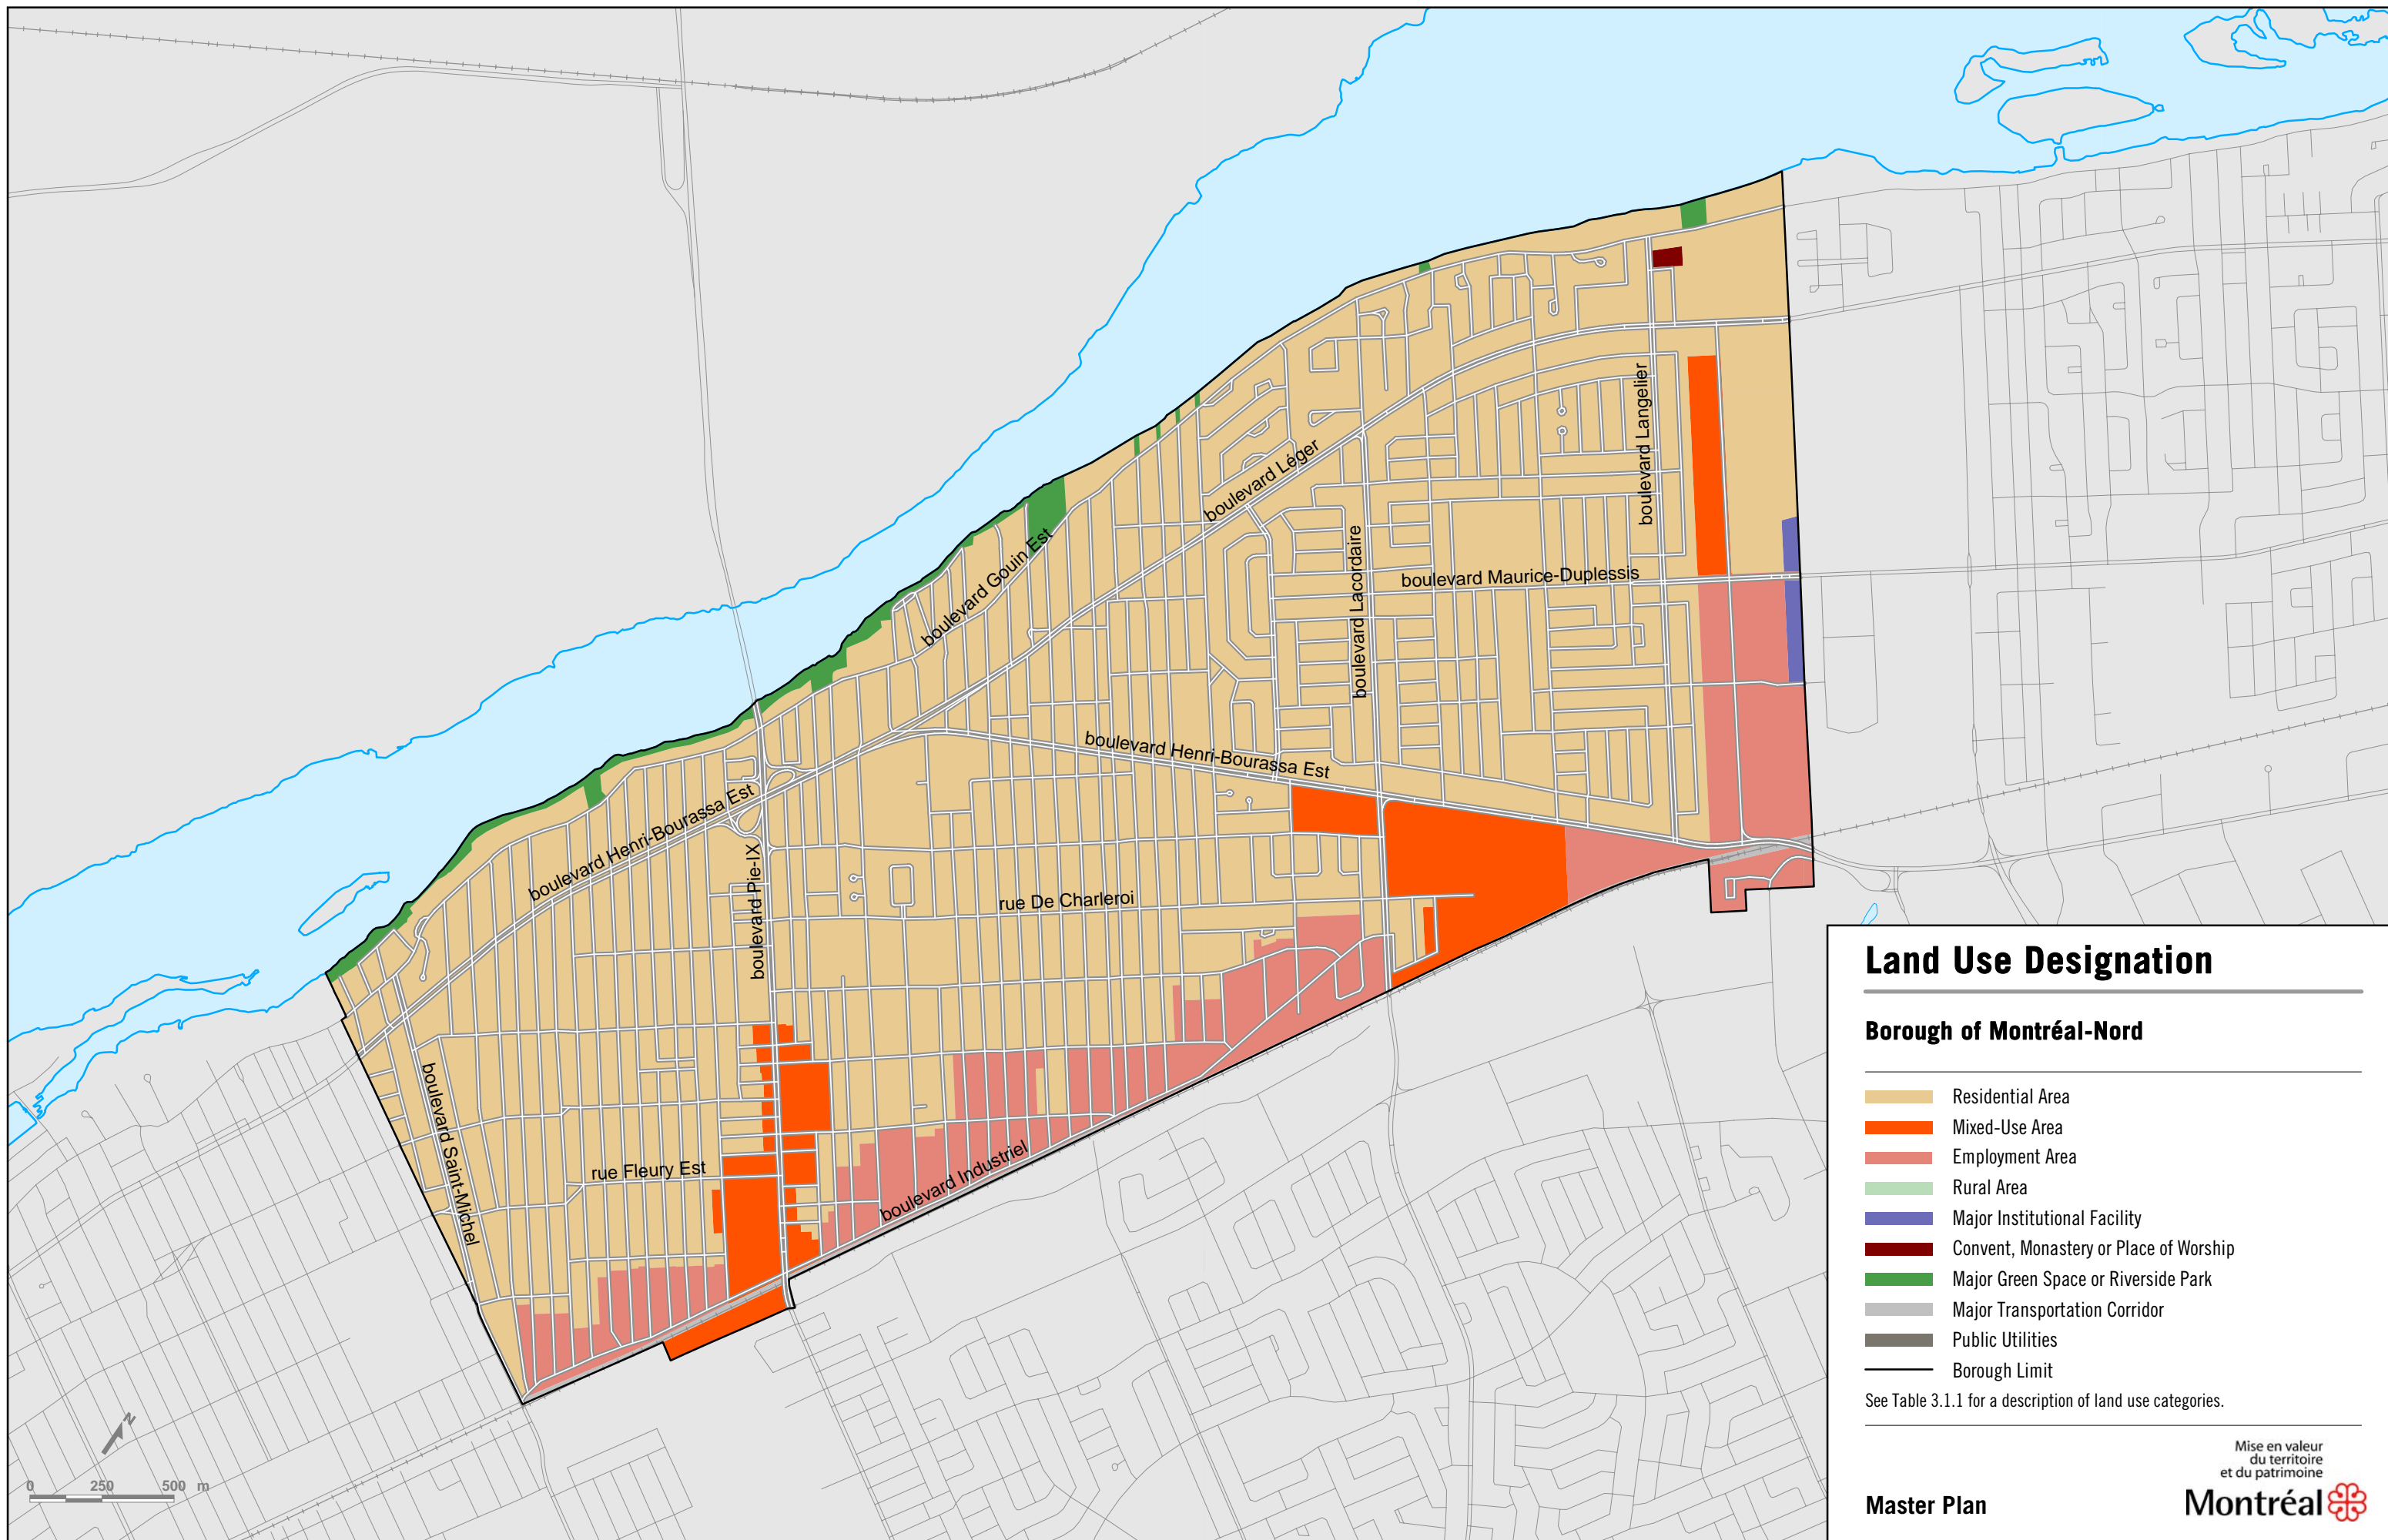 boulevard Langelier
boulevard Léger
boulevard Gouin Est
boulevard Lacordaire
boulevard Maurice-Duplessis
boulevard Henri-Bourassa Est
boulevard Henri-Bourassa Est
boulevard Pie-IX
rue De Charleroi
boulevard Saint-Michel
rue Fleury Est
boulevard Industriel
N
0 250 500 m
Land Use Designation
Borough of Montréal-Nord
Residential Area
Mixed-Use Area
Employment Area
Rural Area
Major Institutional Facility
Convent, Monastery or Place of Worship
Major Green Space or Riverside Park
Major Transportation Corridor
Public Utilities
Borough Limit
See Table 3.1.1 for a description of land use categories.
Mise en valeur
du territoire
et du patrimoine
Master Plan
Montréal